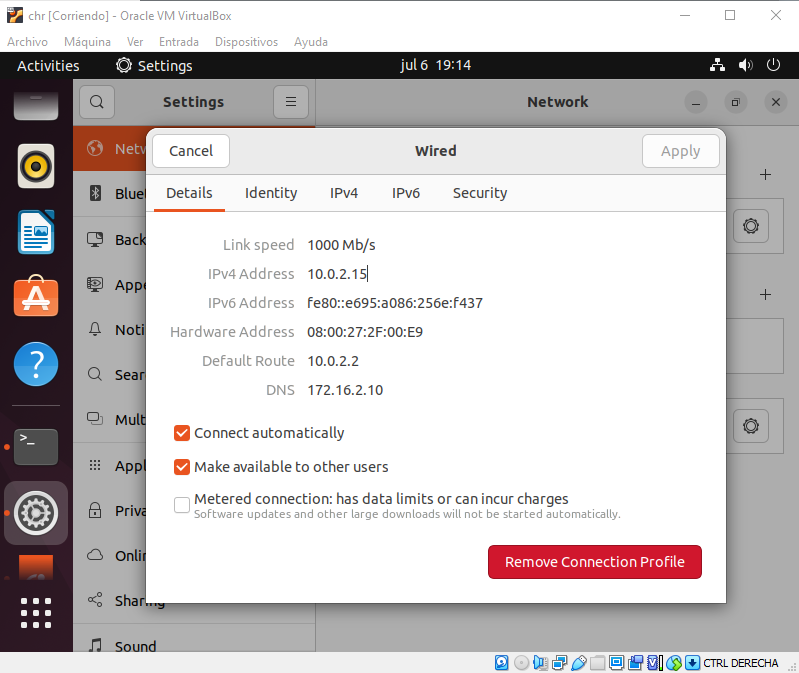 chr [Corriendo] - Oracle VM VirtualBox
Archivo Máquina Ver Entrada Dispositivos Ayuda
Activities Settings jul 6 19:14
Settings Network
Cancel Wired Apply
Details Identity IPv4 IPv6 Security
Link speed 1000 Mb/s
IPv4 Address 10.0.2.15
IPv6 Address fe80::e695:a086:256e:f437
Hardware Address 08:00:27:2F:00:E9
Default Route 10.0.2.2
DNS 172.16.2.10
Connect automatically
Make available to other users
Metered connection: has data limits or can incur charges
Software updates and other large downloads will not be started automatically.
Remove Connection Profile
Netw
Blue
Back
Appe
Noti
Sear
Mult
Appl
Priva
Onlin
Sharing
Sound
CTRL DERECHA